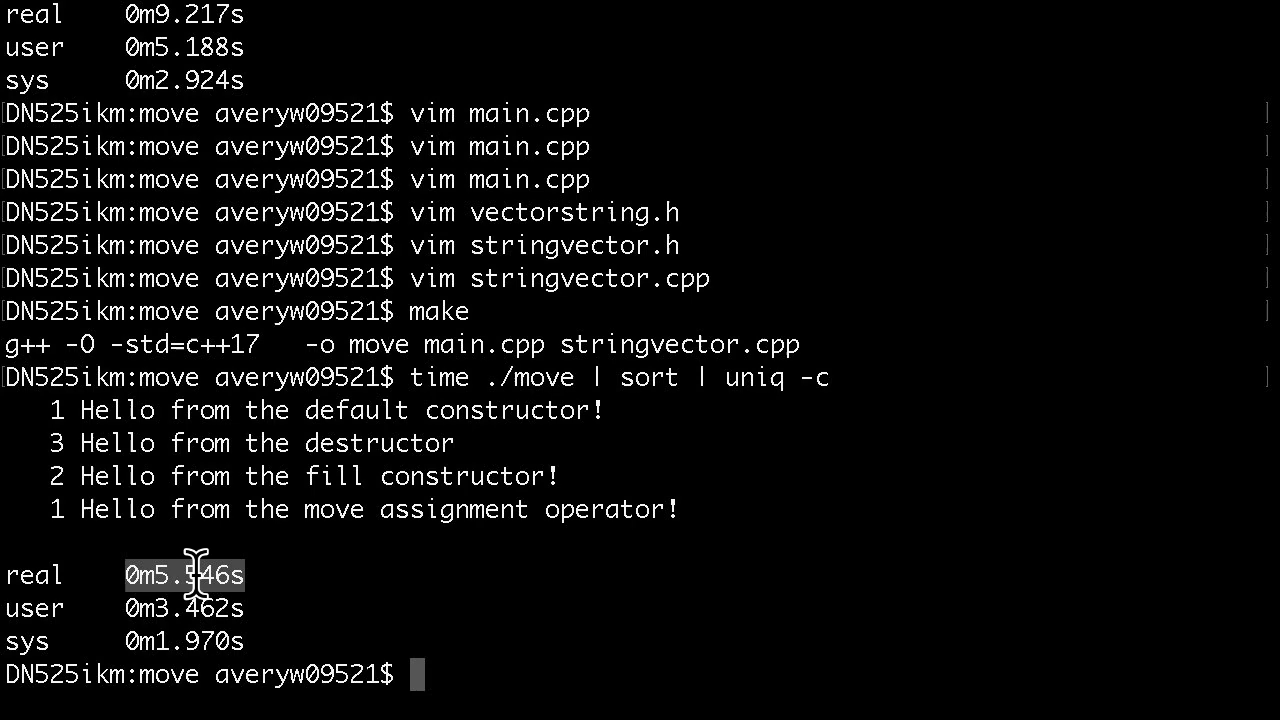 real    0m9.217s
user    0m5.188s
sys     0m2.924s
[DN525ikm:move averyw09521$ vim main.cpp ]
[DN525ikm:move averyw09521$ vim main.cpp ]
[DN525ikm:move averyw09521$ vim main.cpp ]
[DN525ikm:move averyw09521$ vim vectorstring.h ]
[DN525ikm:move averyw09521$ vim stringvector.h ]
[DN525ikm:move averyw09521$ vim stringvector.cpp ]
[DN525ikm:move averyw09521$ make ]
g++ -O -std=c++17   -o move main.cpp stringvector.cpp
[DN525ikm:move averyw09521$ time ./move | sort | uniq -c ]
   1 Hello from the default constructor!
   3 Hello from the destructor
   2 Hello from the fill constructor!
   1 Hello from the move assignment operator!
real
user    0m3.462s
sys     0m1.970s
DN525ikm:move averyw09521$